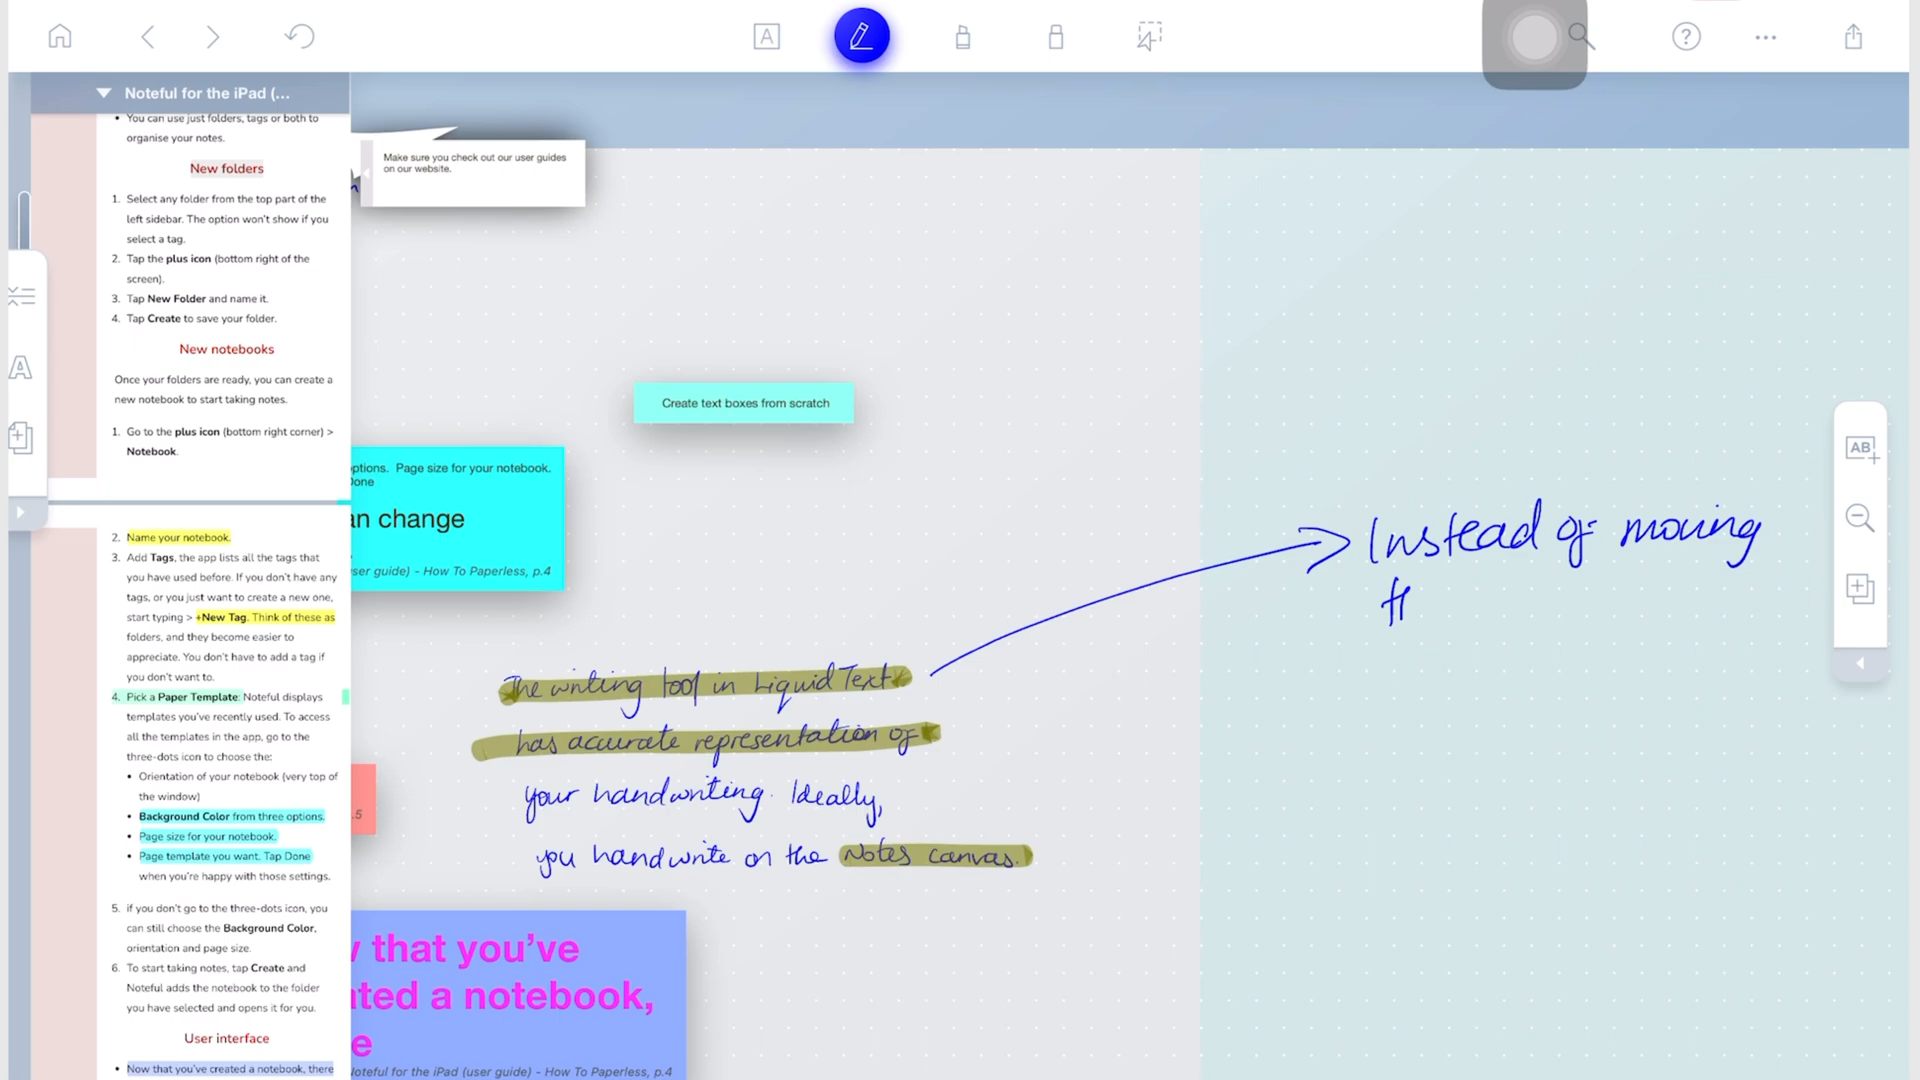 A
Noteful for the iPad (...
• You can use just folders, tags or both to
organise your notes.
New folders
1. Select any folder from the top part of the
left sidebar. The option won't show if you
select a tag.
2. Tap the plus icon (bottom right of the
screen).
3. Tap New Folder and name it.
4. Tap Create to save your folder.
New notebooks
Once your folders are ready, you can create a
new notebook to start taking notes.
1. Go to the plus icon (bottom right corner) >
Notebook.
2. Name your notebook.
3. Add Tags, the app lists all the tags that
you have used before. If you don't have any
tags, or you just want to create a new one,
start typing > +New Tag. Think of these as
folders, and they become easier to
appreciate. You don't have to add a tag if
you don't want to.
4. Pick a Paper Template: Noteful displays
templates you've recently used. To access
all the templates in the app, go to the
three-dots icon to choose the:
• Orientation of your notebook (very top of
the window)
• Background Color from three options.
• Page size for your notebook.
• Page template you want. Tap Done
when you're happy with those settings.
5. if you don't go to the three-dots icon, you
can still choose the Background Color,
orientation and page size.
6. To start taking notes, tap Create and
Noteful adds the notebook to the folder
you have selected and opens it for you.
User interface
• Now that you've created a notebook, there
Make sure you check out our user guides
on our website.
Create text boxes from scratch
ptions. Page size for your notebook.
Done
an change
ser guide) - How To Paperless, p.4
.5
The writing tool in LiquidText
has accurate representation of
your handwriting. Ideally,
you handwrite on the Notes canvas.
Instead of moving
th
v that you've
ated a notebook,
e
Noteful for the iPad (user guide) - How To Paperless, p.4
A
AB